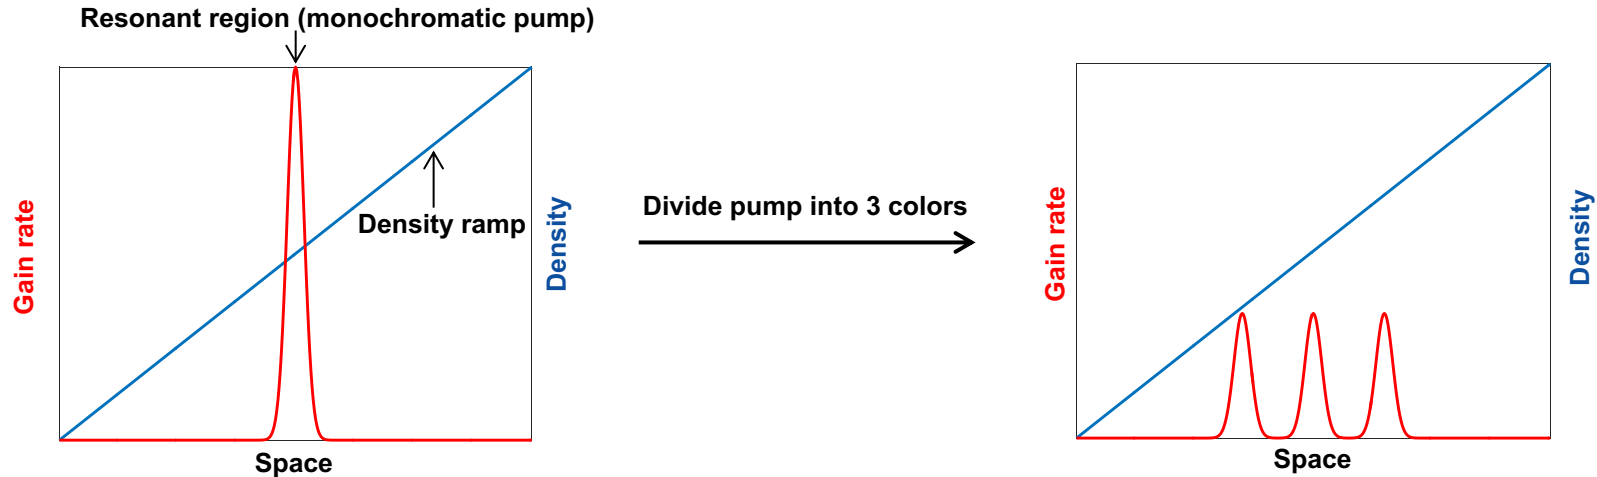 Resonant region (monochromatic pump)
Gain rate
Density ramp
Density
Space
Divide pump into 3 colors
Gain rate
Density
Space